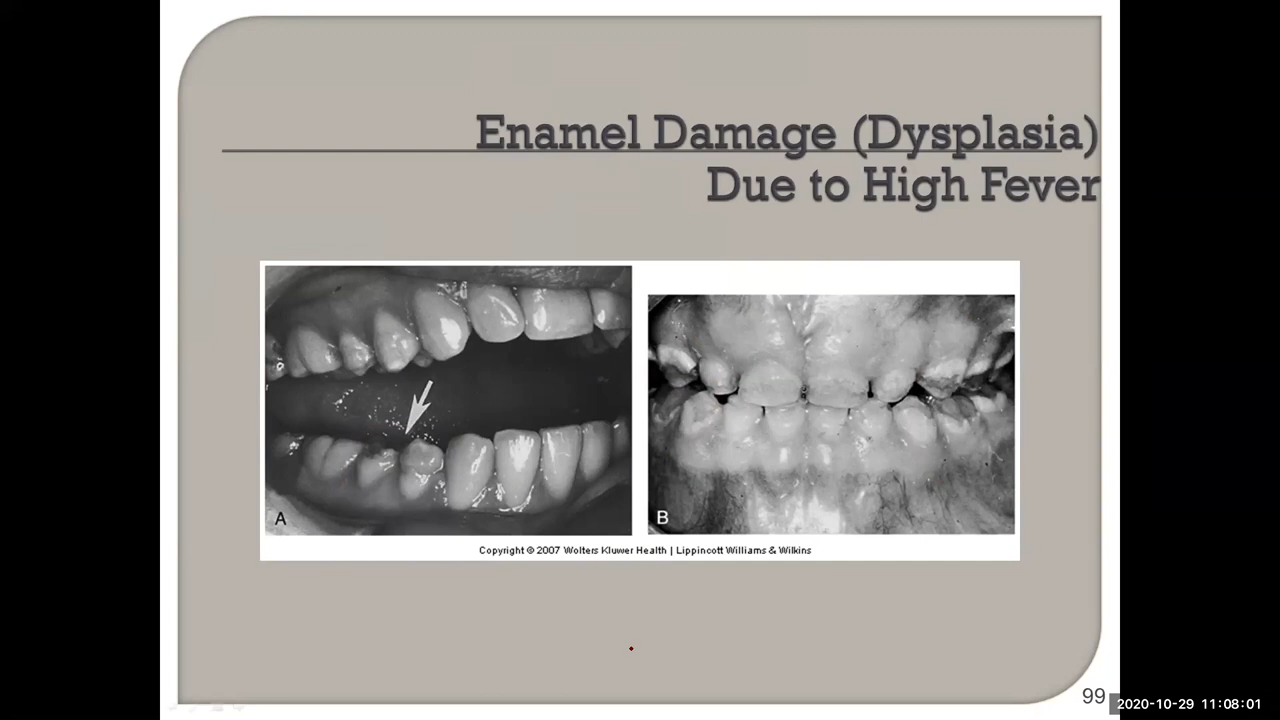 Enamel Damage (Dysplasia)
Due to High Fever
A
B
Copyright © 2007 Wolters Kluwer Health | Lippincott Williams & Wilkins
99
2020-10-29 11:08:01